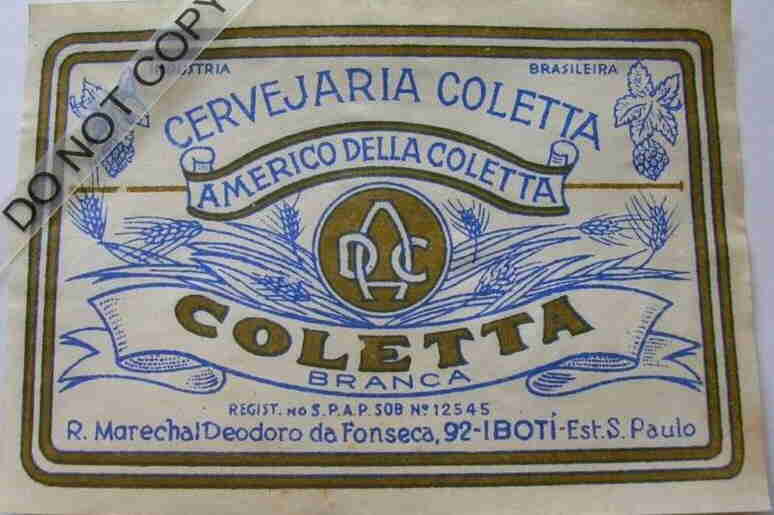 DO NOT COPY
INDUSTRIA BRASILEIRA
CERVEJARIA COLETTA
AMERICO DELLA COLETTA
A
D C
COLETTA
BRANCA
REGIST. NO S.P.A.P. SOB Nº 12545
R. Marechal Deodoro da Fonseca, 92-IBOTÍ-Est. S. Paulo